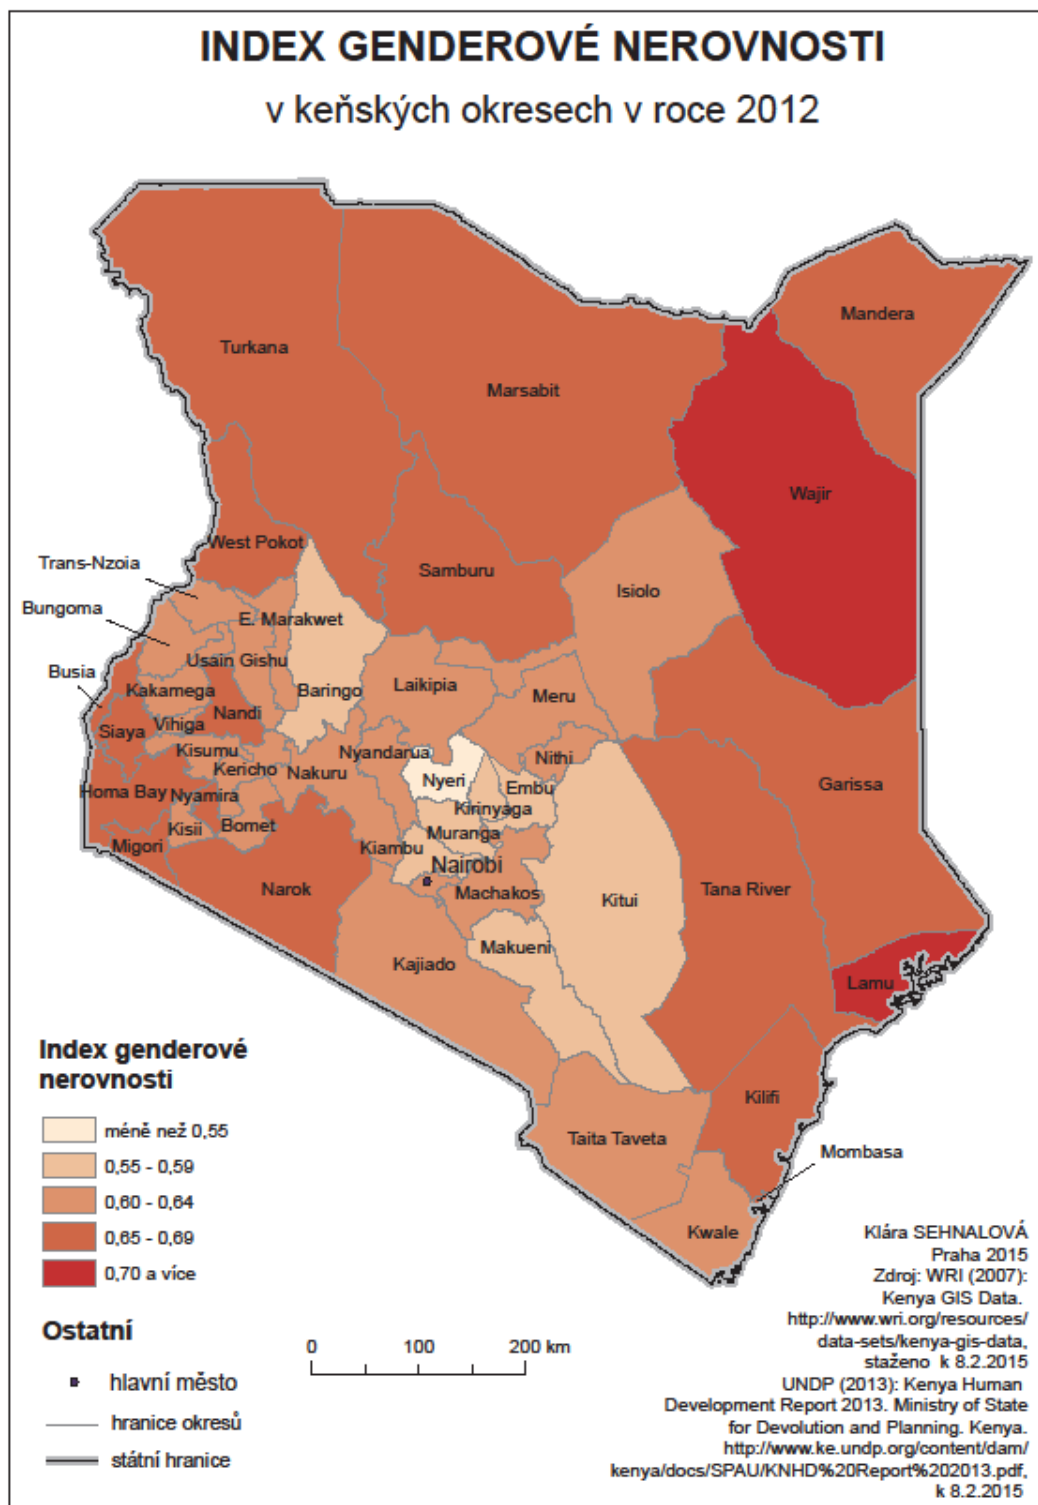 INDEX GENDEROVÉ NEROVNOSTI
v keňských okresech v roce 2012
Mandera
Turkana
Marsabit
Wajir
West Pokot
Trans-Nzoia
Samburu
Isiolo
Bungoma
E. Marakwet
Usain Gishu
Busia
Kakamega
Baringo
Laikipia
Meru
Siaya
Vihiga
Nandi
Kisumu
Nyandarua
Nithi
Kericho
Nakuru
Nyeri
Embu
Garissa
Homa Bay
Nyamira
Kirinyaga
Kisii
Bomet
Muranga
Migori
Kiambu
Nairobi
Narok
Machakos
Kitui
Tana River
Makueni
Kajiado
Lamu
Kilifi
Taita Taveta
Mombasa
Kwale
Index genderové
nerovnosti
méně než 0,55
0,55 - 0,59
0,60 - 0,64
0,65 - 0,69
0,70 a více
Ostatní
hlavní město
hranice okresů
státní hranice
0 100 200 km
Klára SEHNALOVÁ
Praha 2015
Zdroj: WRI (2007):
Kenya GIS Data.
http://www.wri.org/resources/
data-sets/kenya-gis-data,
staženo k 8.2.2015
UNDP (2013): Kenya Human
Development Report 2013. Ministry of State
for Devolution and Planning. Kenya.
http://www.ke.undp.org/content/dam/
kenya/docs/SPAU/KNHD%20Report%202013.pdf,
k 8.2.2015